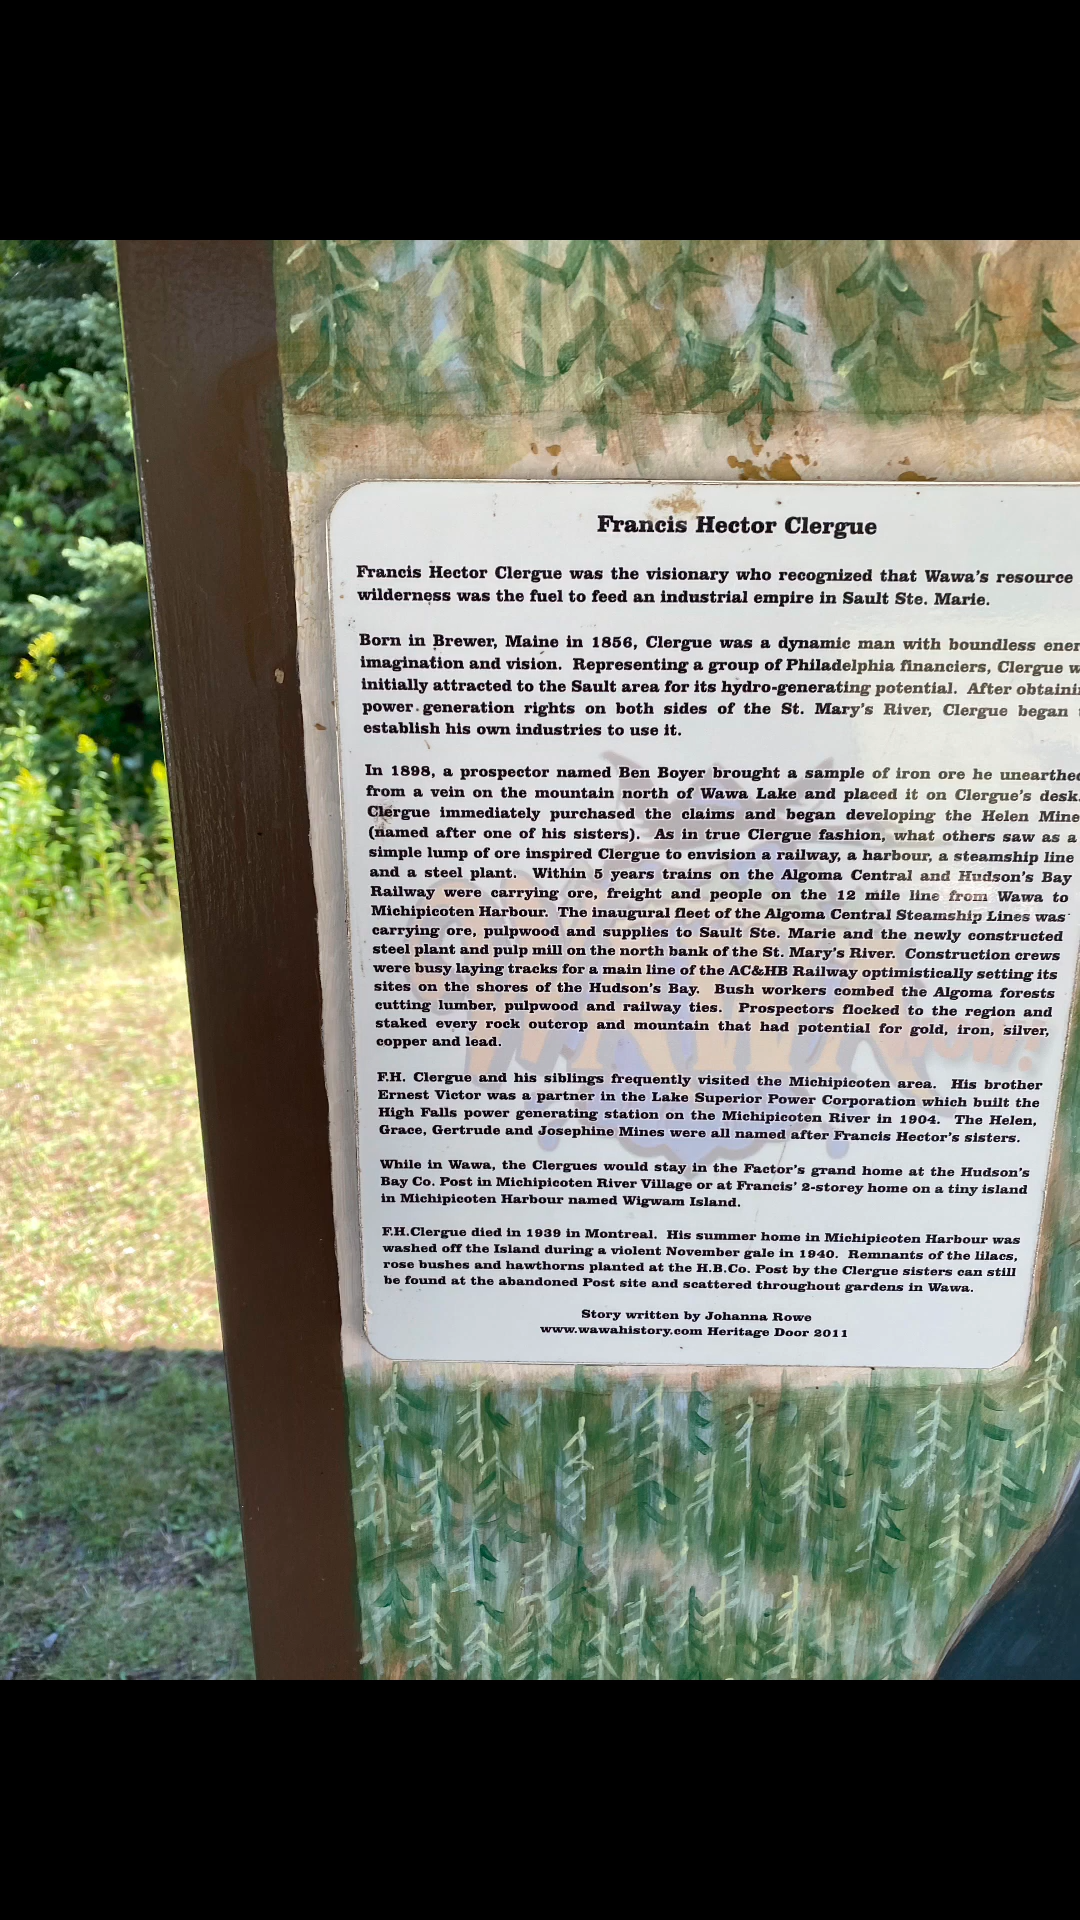 Francis Hector Clergue
Francis Hector Clergue was the visionary who recognized that Wawa's resource
wilderness was the fuel to feed an industrial empire in Sault Ste. Marie.
Born in Brewer, Maine in 1856, Clergue was a dynamic man with boundless ener
imagination and vision. Representing a group of Philadelphia financiers, Clergue w
initially attracted to the Sault area for its hydro-generating potential. After obtaini
power generation rights on both sides of the St. Mary's River, Clergue began
establish his own industries to use it.
In 1898, a prospector named Ben Boyer brought a sample of iron ore he unearthed
from a vein on the mountain north of Wawa Lake and placed it on Clergue's desk.
Clergue immediately purchased the claims and began developing the Helen Mine
(named after one of his sisters). As in true Clergue fashion, what others saw as a
simple lump of ore inspired Clergue to envision a railway, a harbour, a steamship line
and a steel plant. Within 5 years trains on the Algoma Central and Hudson's Bay
Railway were carrying ore, freight and people on the 12 mile line from Wawa to
Michipicoten Harbour. The inaugural fleet of the Algoma Central Steamship Lines was
carrying ore, pulpwood and supplies to Sault Ste. Marie and the newly constructed
steel plant and pulp mill on the north bank of the St. Mary's River. Construction crews
were busy laying tracks for a main line of the AC&HB Railway optimistically setting its
sites on the shores of the Hudson's Bay. Bush workers combed the Algoma forests
cutting lumber, pulpwood and railway ties. Prospectors flocked to the region and
staked every rock outcrop and mountain that had potential for gold, iron, silver,
copper and lead.
F.H. Clergue and his siblings frequently visited the Michipicoten area. His brother
Ernest Victor was a partner in the Lake Superior Power Corporation which built the
High Falls power generating station on the Michipicoten River in 1904. The Helen,
Grace, Gertrude and Josephine Mines were all named after Francis Hector's sisters.
While in Wawa, the Clergues would stay in the Factor's grand home at the Hudson's
Bay Co. Post in Michipicoten River Village or at Francis' 2-storey home on a tiny island
in Michipicoten Harbour named Wigwam Island.
F.H.Clergue died in 1939 in Montreal. His summer home in Michipicoten Harbour was
washed off the Island during a violent November gale in 1940. Remnants of the lilacs,
rose bushes and hawthorns planted at the H.B.Co. Post by the Clergue sisters can still
be found at the abandoned Post site and scattered throughout gardens in Wawa.
Story written by Johanna Rowe
www.wawahistory.com Heritage Door 2011